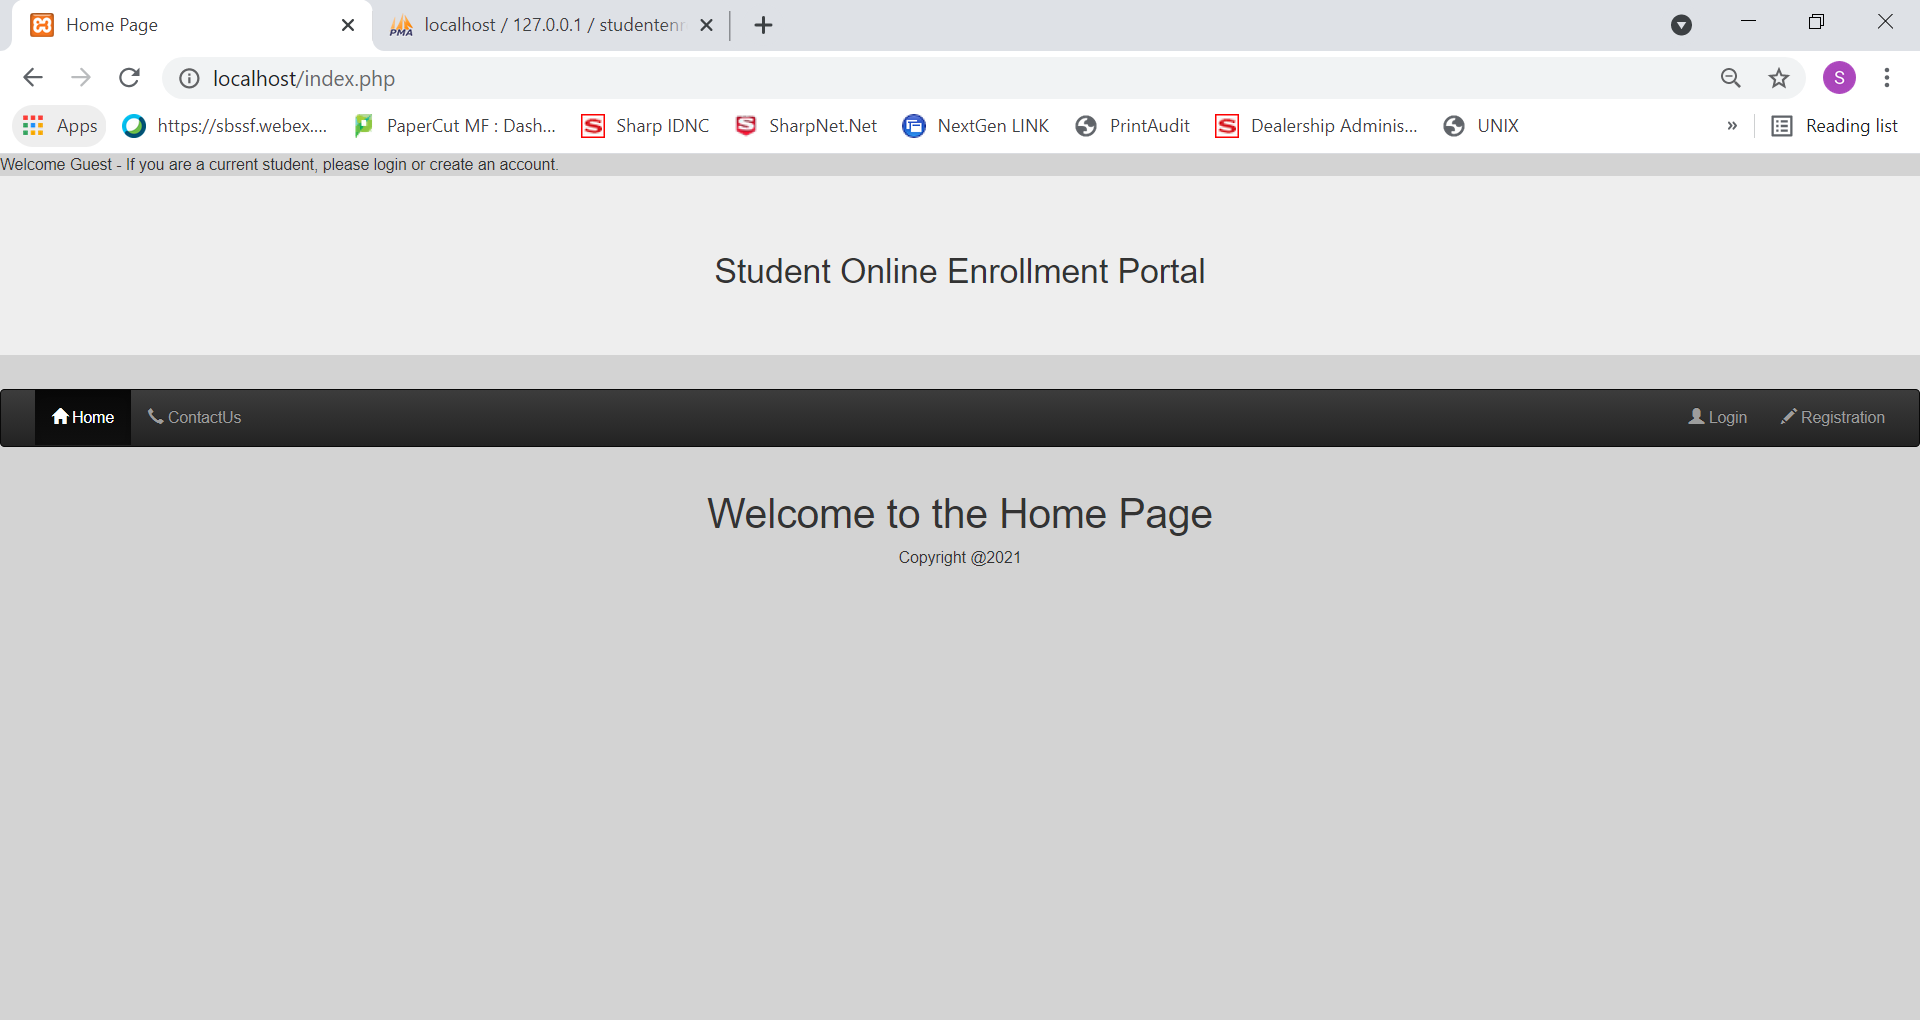 Home Page
localhost / 127.0.0.1 / studentenr
PMA
localhost/index.php
S
Apps
https://sbssf.webex....
PaperCut MF : Dash...
S Sharp IDNC
S SharpNet.Net
NextGen LINK
PrintAudit
S Dealership Adminis...
UNIX
»
Reading list
Welcome Guest - If you are a current student, please login or create an account.
Student Online Enrollment Portal
Home
ContactUs
Login
Registration
Welcome to the Home Page
Copyright @2021